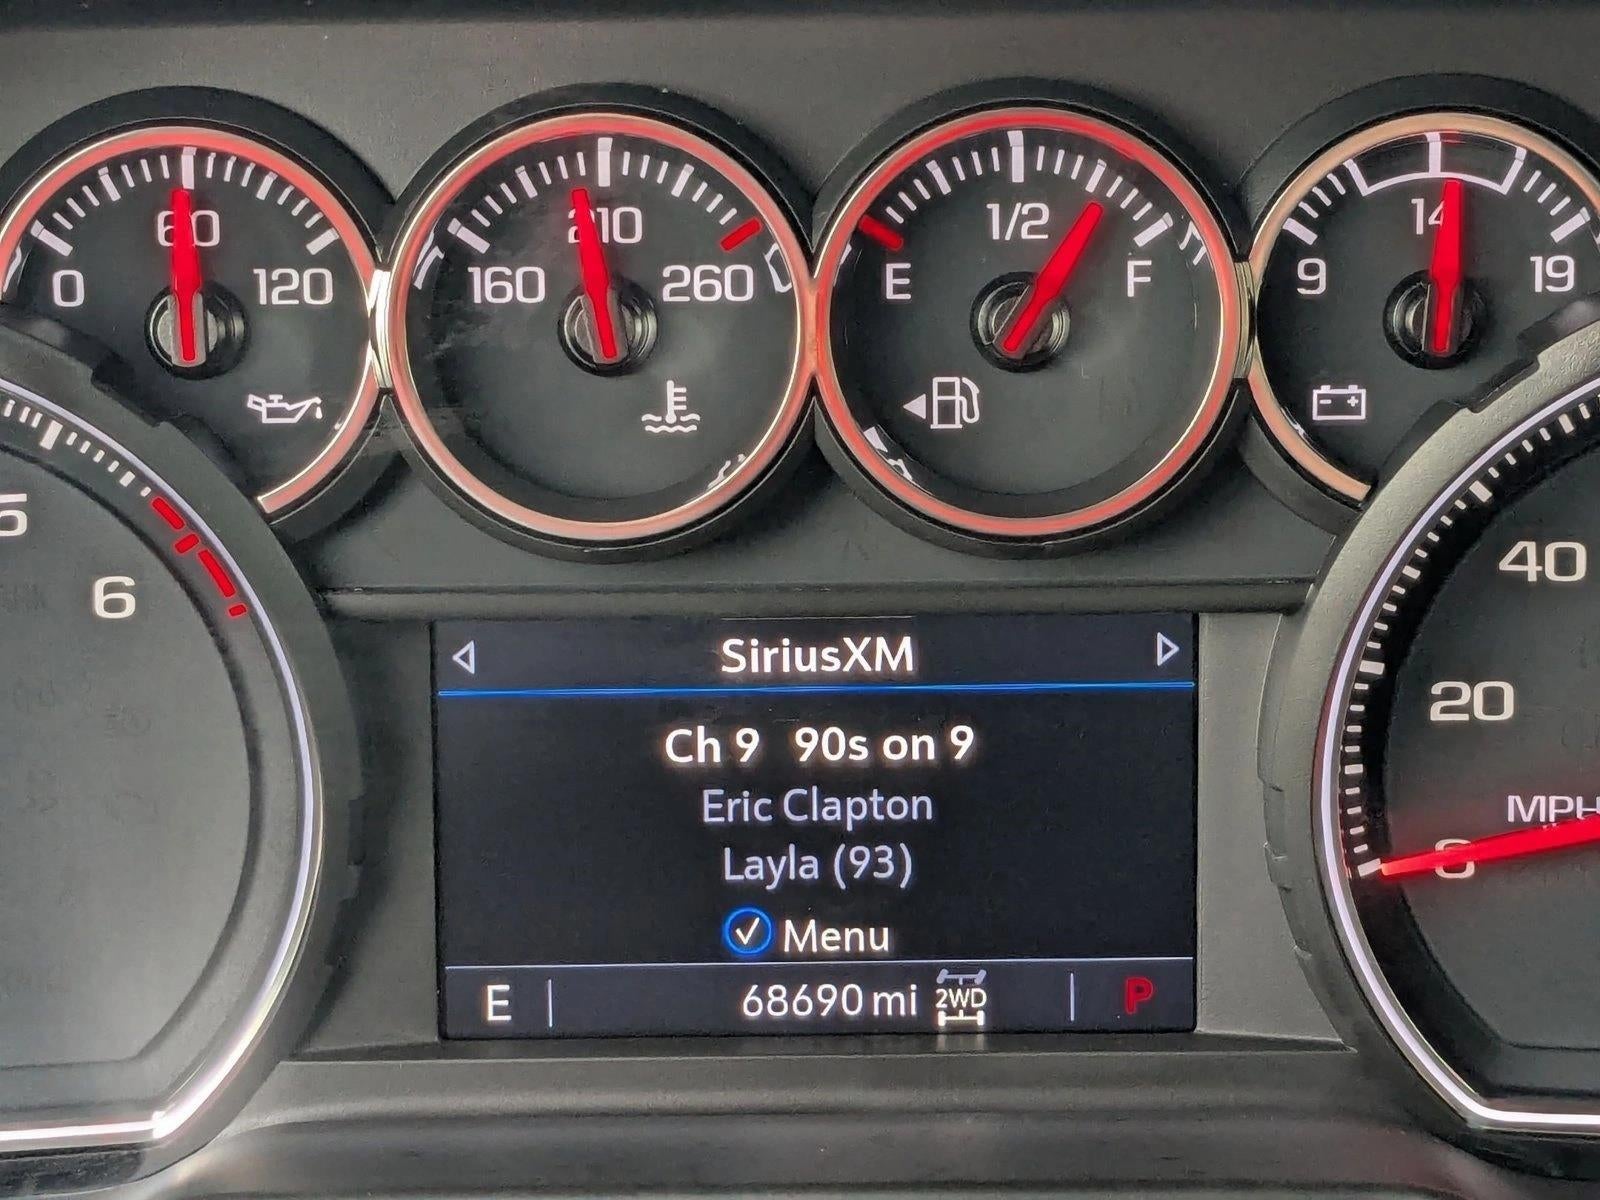 60
0 120
210
160 260
1/2
E F
14
9 19
5
6
40
20
MPH
0
SiriusXM
Ch 9 90s on 9
Eric Clapton
Layla (93)
Menu
E 68690 mi 2WD P